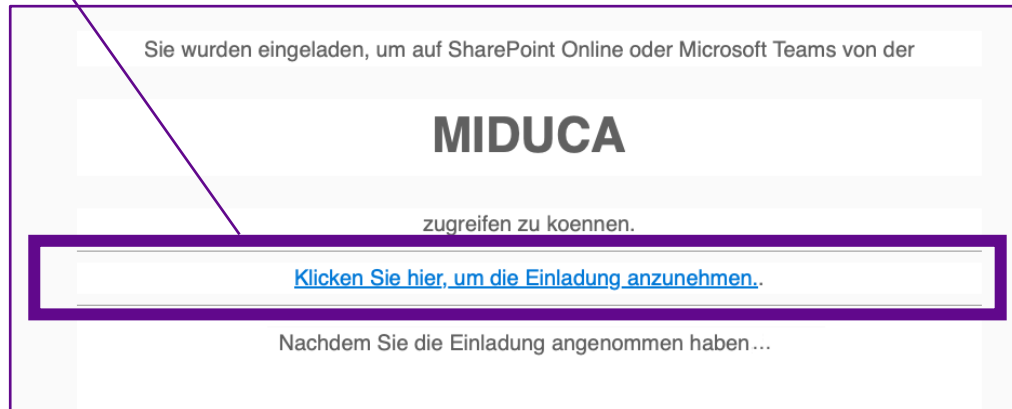 Sie wurden eingeladen, um auf SharePoint Online oder Microsoft Teams von der
MIDUCA
zugreifen zu koennen.
Klicken Sie hier, um die Einladung anzunehmen..
Nachdem Sie die Einladung angenommen haben...